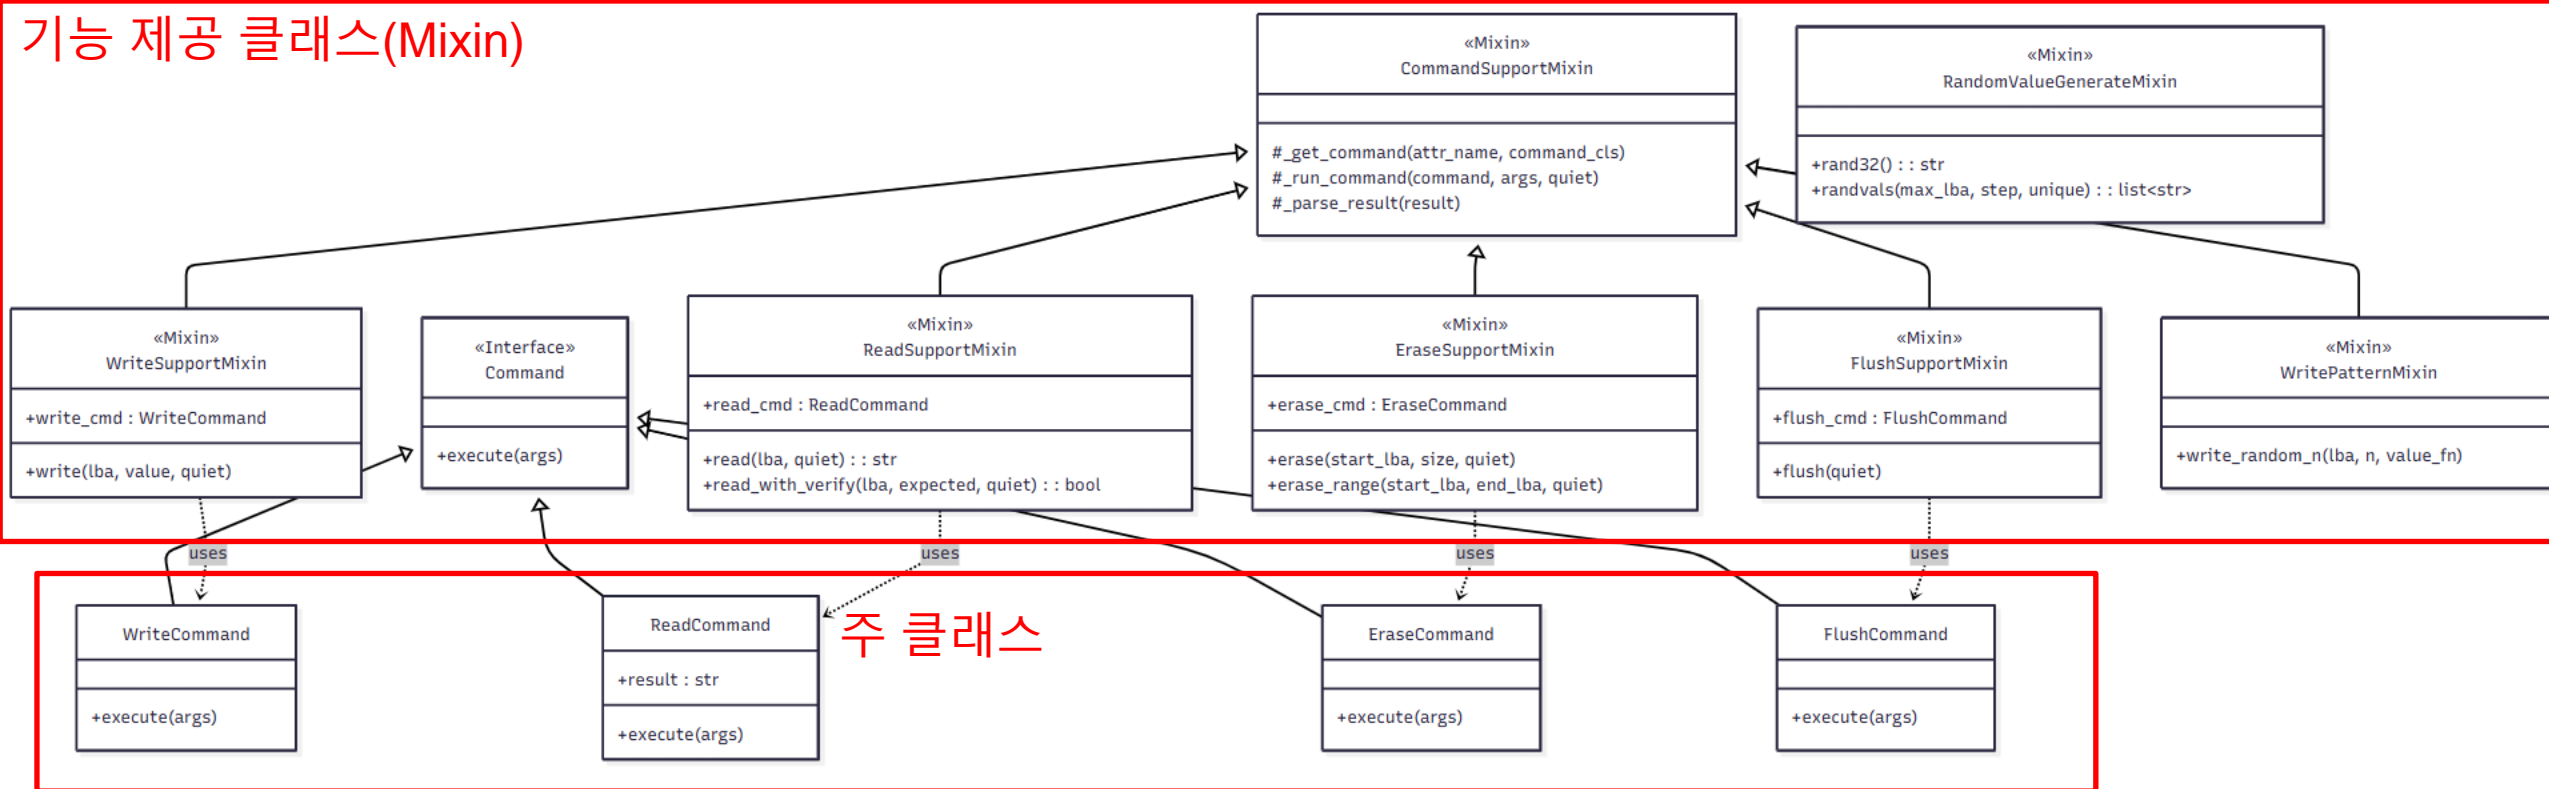 기능 제공 클래스(Mixin)
«Mixin»
CommandSupportMixin
#_get_command(attr_name, command_cls)
#_run_command(command, args, quiet)
#_parse_result(result)
«Mixin»
RandomValueGenerateMixin
+rand32() : : str
+randvals(max_lba, step, unique) : : list<str>
«Mixin»
WriteSupportMixin
+write_cmd : WriteCommand
+write(lba, value, quiet)
«Interface»
Command
+execute(args)
«Mixin»
ReadSupportMixin
+read_cmd : ReadCommand
+read(lba, quiet) : : str
+read_with_verify(lba, expected, quiet) : : bool
«Mixin»
EraseSupportMixin
+erase_cmd : EraseCommand
+erase(start_lba, size, quiet)
+erase_range(start_lba, end_lba, quiet)
«Mixin»
FlushSupportMixin
+flush_cmd : FlushCommand
+flush(quiet)
«Mixin»
WritePatternMixin
+write_random_n(lba, n, value_fn)
uses
uses
uses
uses
WriteCommand
+execute(args)
ReadCommand
+result : str
+execute(args)
주 클래스
EraseCommand
+execute(args)
FlushCommand
+execute(args)